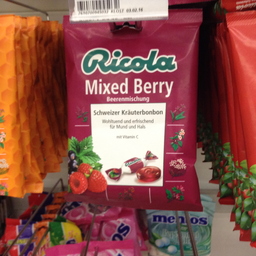 Ricola
Mixed Berry
Beerenmischung
Schweizer Kräuterbonbon
Wohltuend und erfrischend
für Mund und Hals
mit Vitamin C
mentos